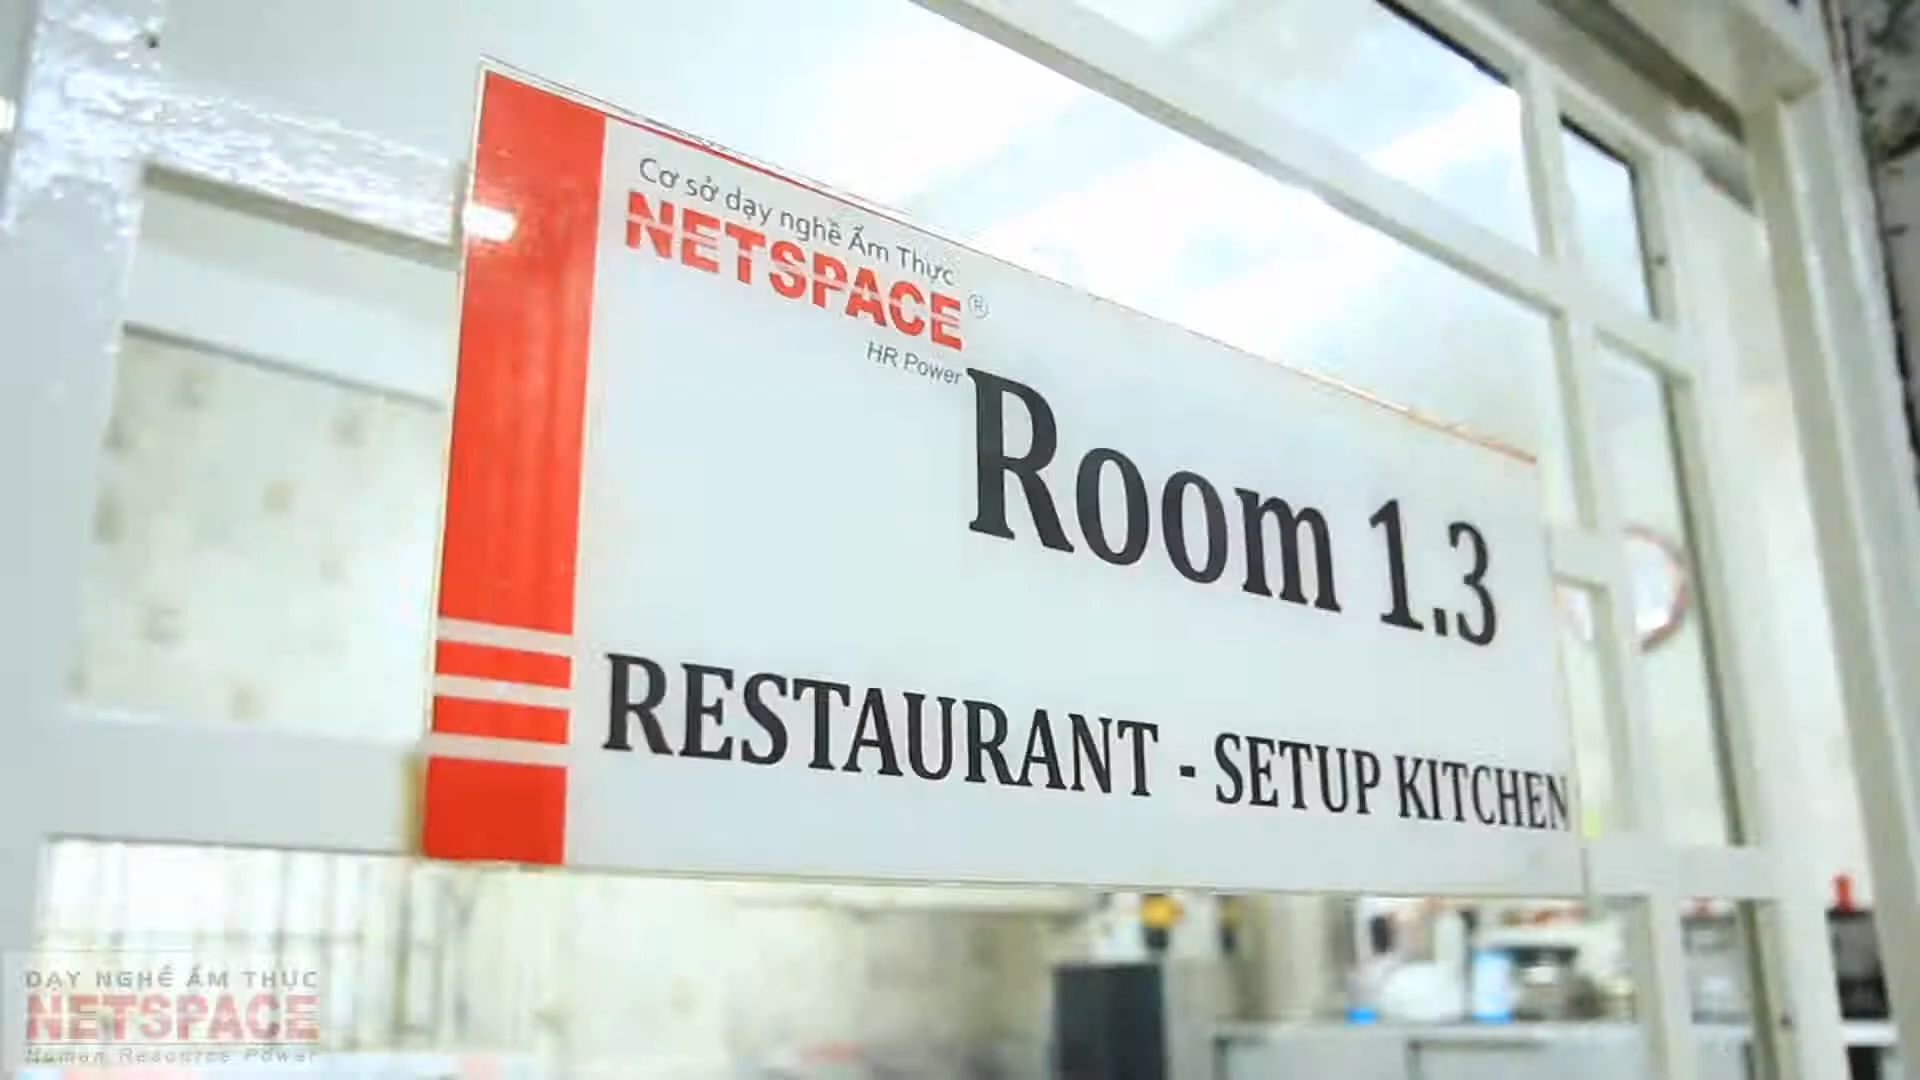 Cơ sở dạy nghề Ẩm Thực
NETSPACE®
HR Power
Room 1.3
RESTAURANT - SETUP KITCHEN
DẠY NGHỀ ẨM THỰC
NETSPACE
Human Resource Power